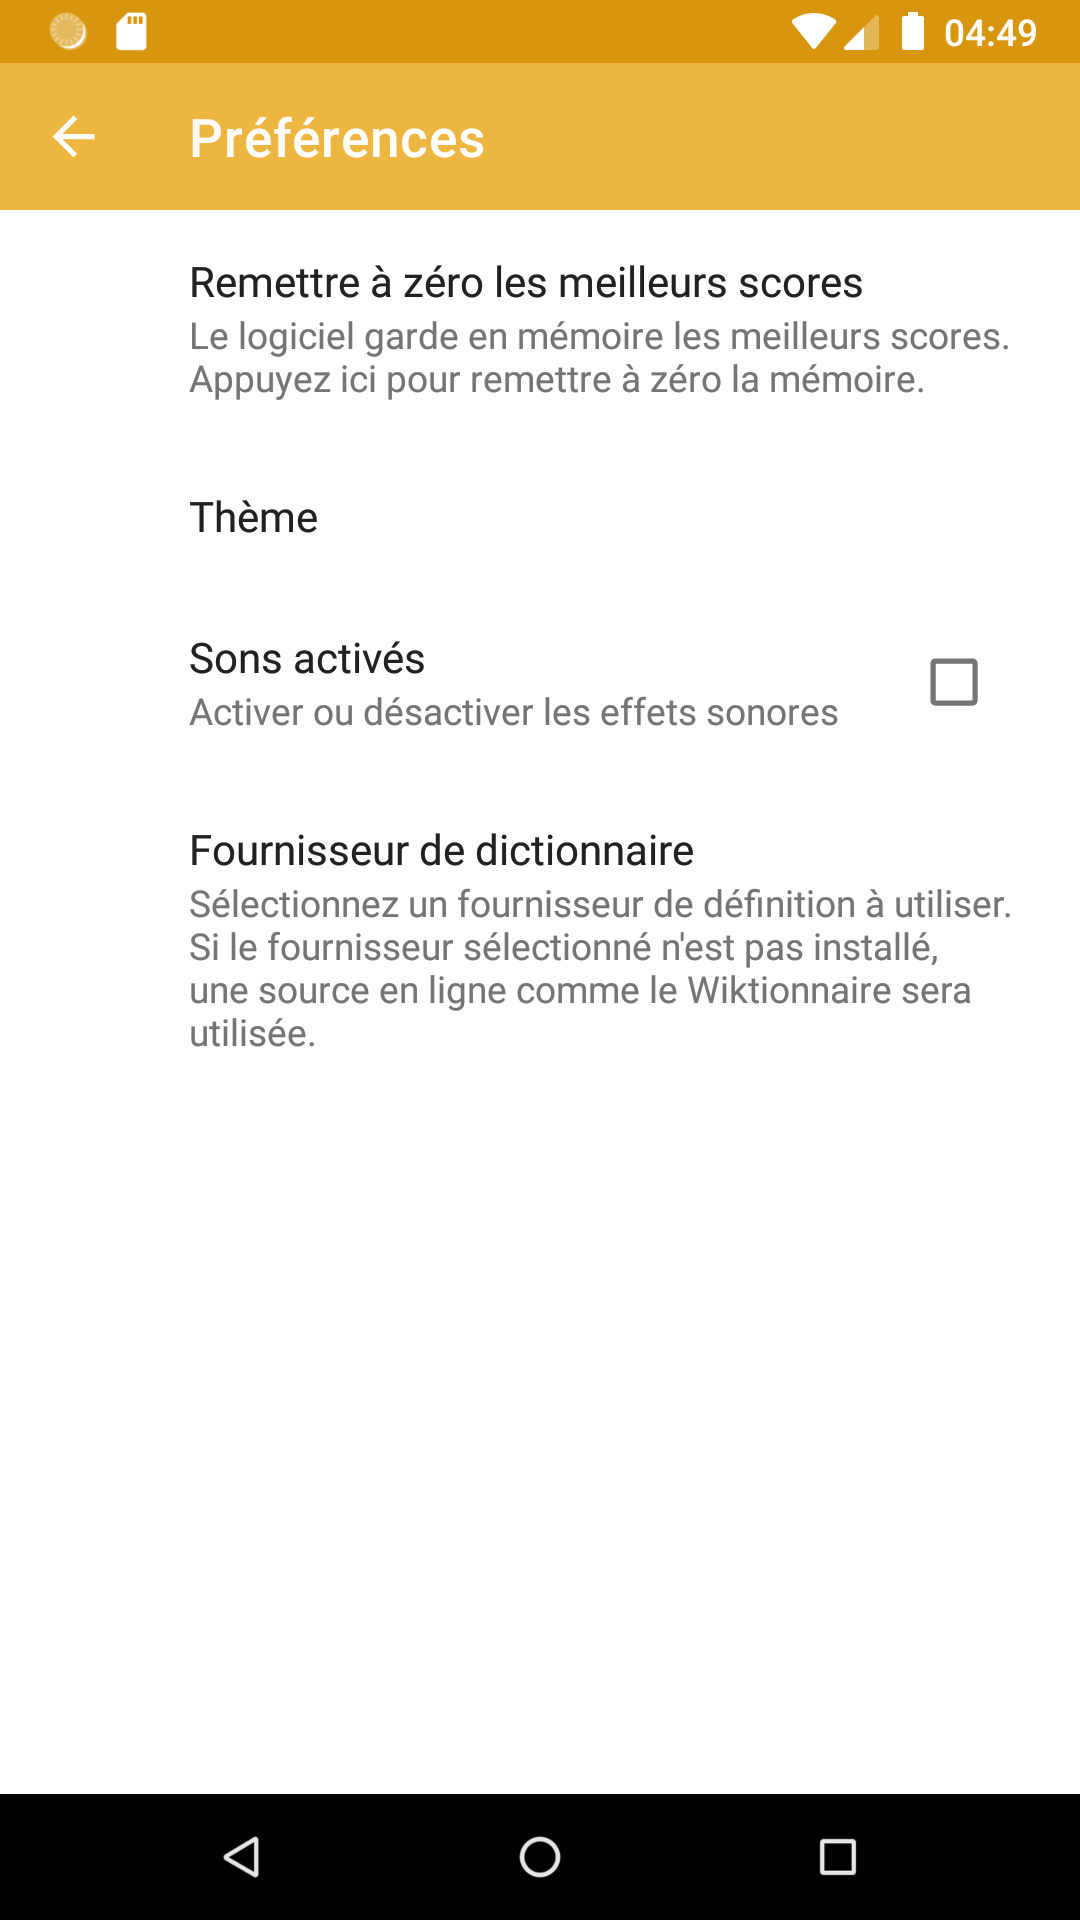 04:49
Préférences
Remettre à zéro les meilleurs scores
Le logiciel garde en mémoire les meilleurs scores.
Appuyez ici pour remettre à zéro la mémoire.
Thème
Sons activés
Activer ou désactiver les effets sonores
Fournisseur de dictionnaire
Sélectionnez un fournisseur de définition à utiliser.
Si le fournisseur sélectionné n'est pas installé,
une source en ligne comme le Wiktionnaire sera
utilisée.